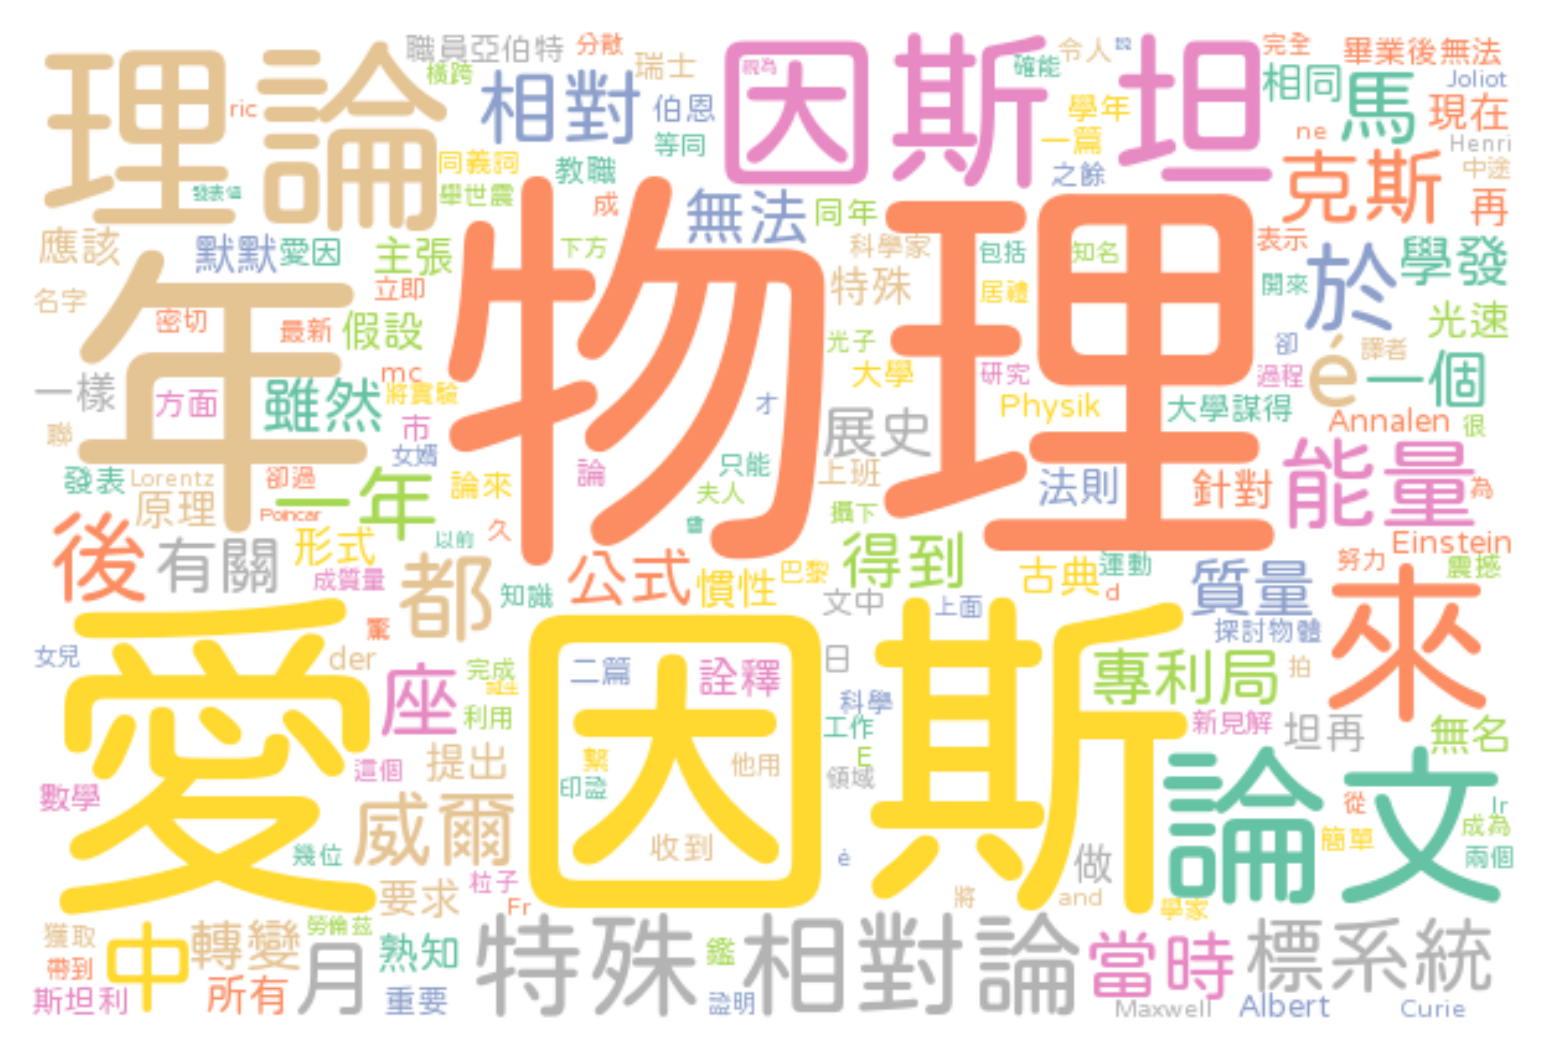 理論
職員亞伯特
分散
橫跨
瑞士
ric
相對
伯恩
因斯坦
視為
令人
確能
完全
畢業後無法
相同
馬
Joliot
現在
學年
一篇
ne
Henri
等同
同義詞
教職
之餘
克斯
中途
舉世震
成
無法
同年
再
應該
默默
愛因
主張
下方
科學家
包括
知名
表示
學發
名字
立即
特殊
居禮
開來
於
年
物理
密切
最新
假設
光子
卻
譯者
光速
一樣
方面
雖然
mc
將實驗
大學
研究
過程
é
一個
才
Physik
大學謀得
Annalen
很
聯
市
女婿
展史
發表
Lorentz
卻過
一年
論來
論
只能
上班
法則
針對
能量
為
原理
Poincar
夫人
攝下
久
曾
後
有關
形式
以前
Einstein
成質量
都
知識
公式
慣性
巴黎
得到
古典
運動
d
質量
努力
震撼
文中
上面
探討物體
來
驚
女兒
der
座
完成
愛因斯
二篇
詮釋
日
專利局
拍
利用
科學
工作
新見解
坦再
無名
這個
提出
繫
他用
E
領域
印證
數學
論文
從
lr
成為
威爾
收到
簡單
幾位
é
做
兩個
要求
粒子
Fr
將
and
學家
獲取
中
轉變
勞倫茲
月
熟知
特殊
鑑
相對論
當時
標系統
帶到
斯坦利
所有
重要
證明
Maxwell
Albert
Curie